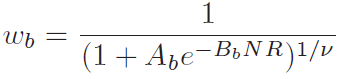 w_b = \frac{1}{(1 + A_b e^{-B_b N R})^{1/\nu}}